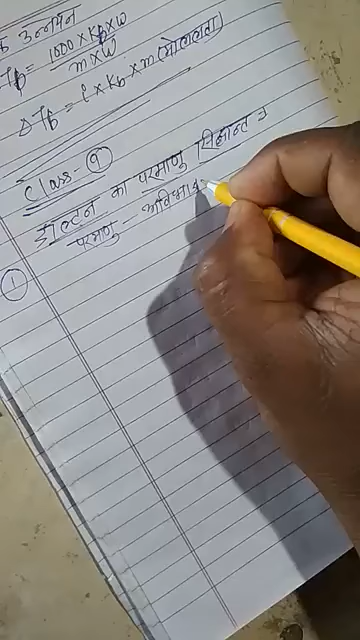 उन्नयन
ΔTb = 1000 × Kb × w
m × W
ΔTb = i × Kb × m (मोललता)
Class - 9
डाल्टन का परमाणु सिद्धान्त ⇒
परमाणु - अविभा
1